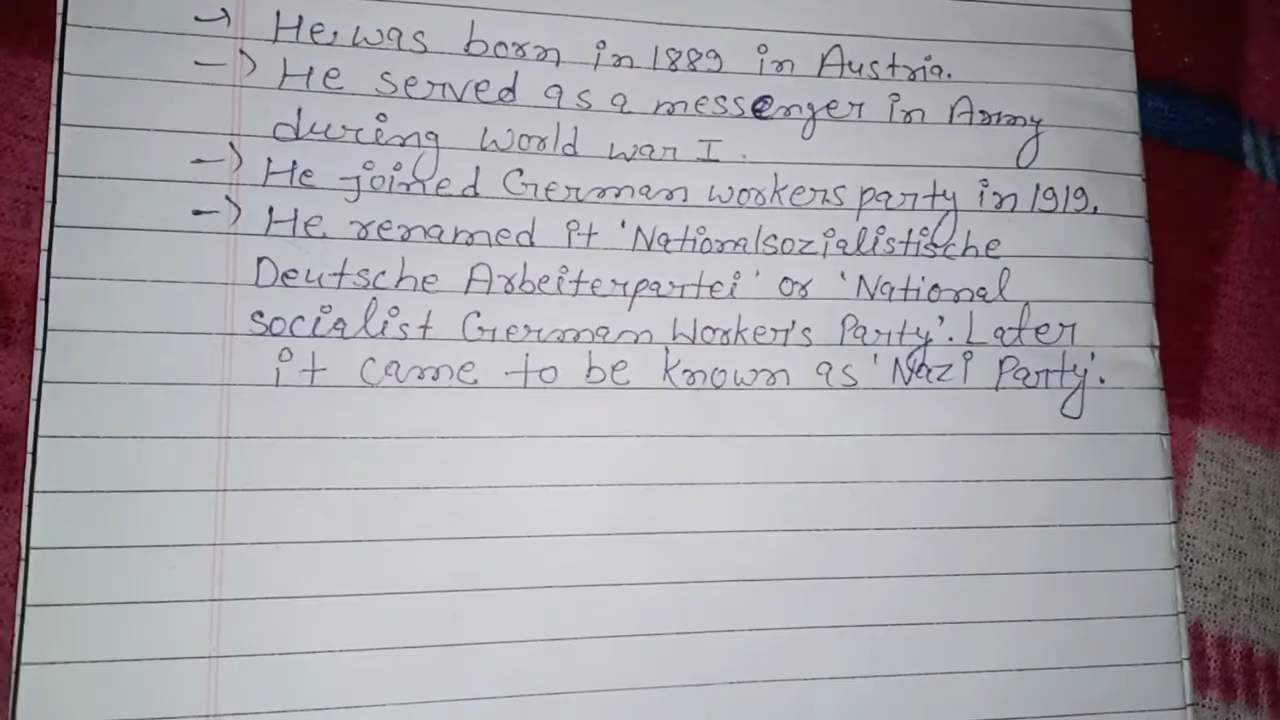 → He was born in 1889 in Austria.
→ He served as a messenger in Army
during World war I.
→ He joined German workers party in 1919.
→ He renamed it 'Nationalsozialistische
Deutsche Arbeiterpartei' or 'National
socialist German Worker's Party'. Later
it came to be known as 'Nazi Party'.